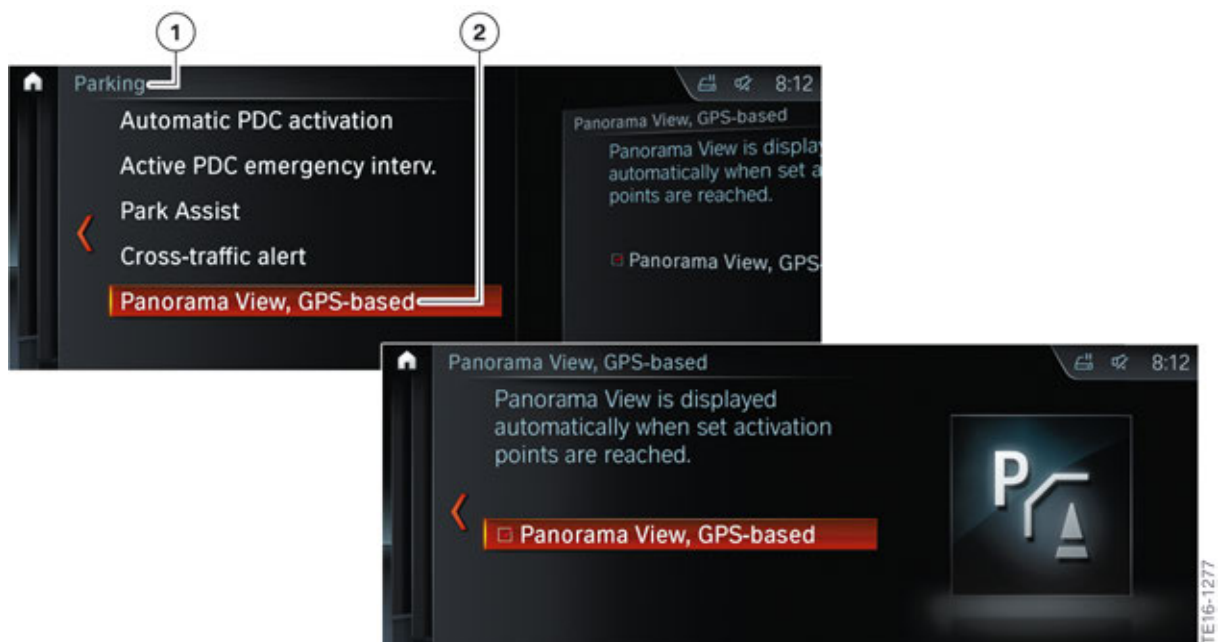 1
2
Parking
8:12
Automatic PDC activation
Active PDC emergency interv.
Park Assist
Cross-traffic alert
Panorama View, GPS-based
Panorama View, GPS-based
Panorama View is display
automatically when set a
points are reached.
Panorama View, GPS-
Panorama View, GPS-based
8:12
Panorama View is displayed
automatically when set activation
points are reached.
Panorama View, GPS-based
P
TE16-1277